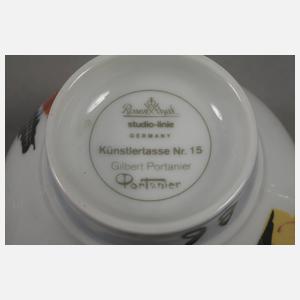 Rosenthal
studio-linie
GERMANY
Künstlertasse Nr. 15
Gilbert Portanier
Portanier